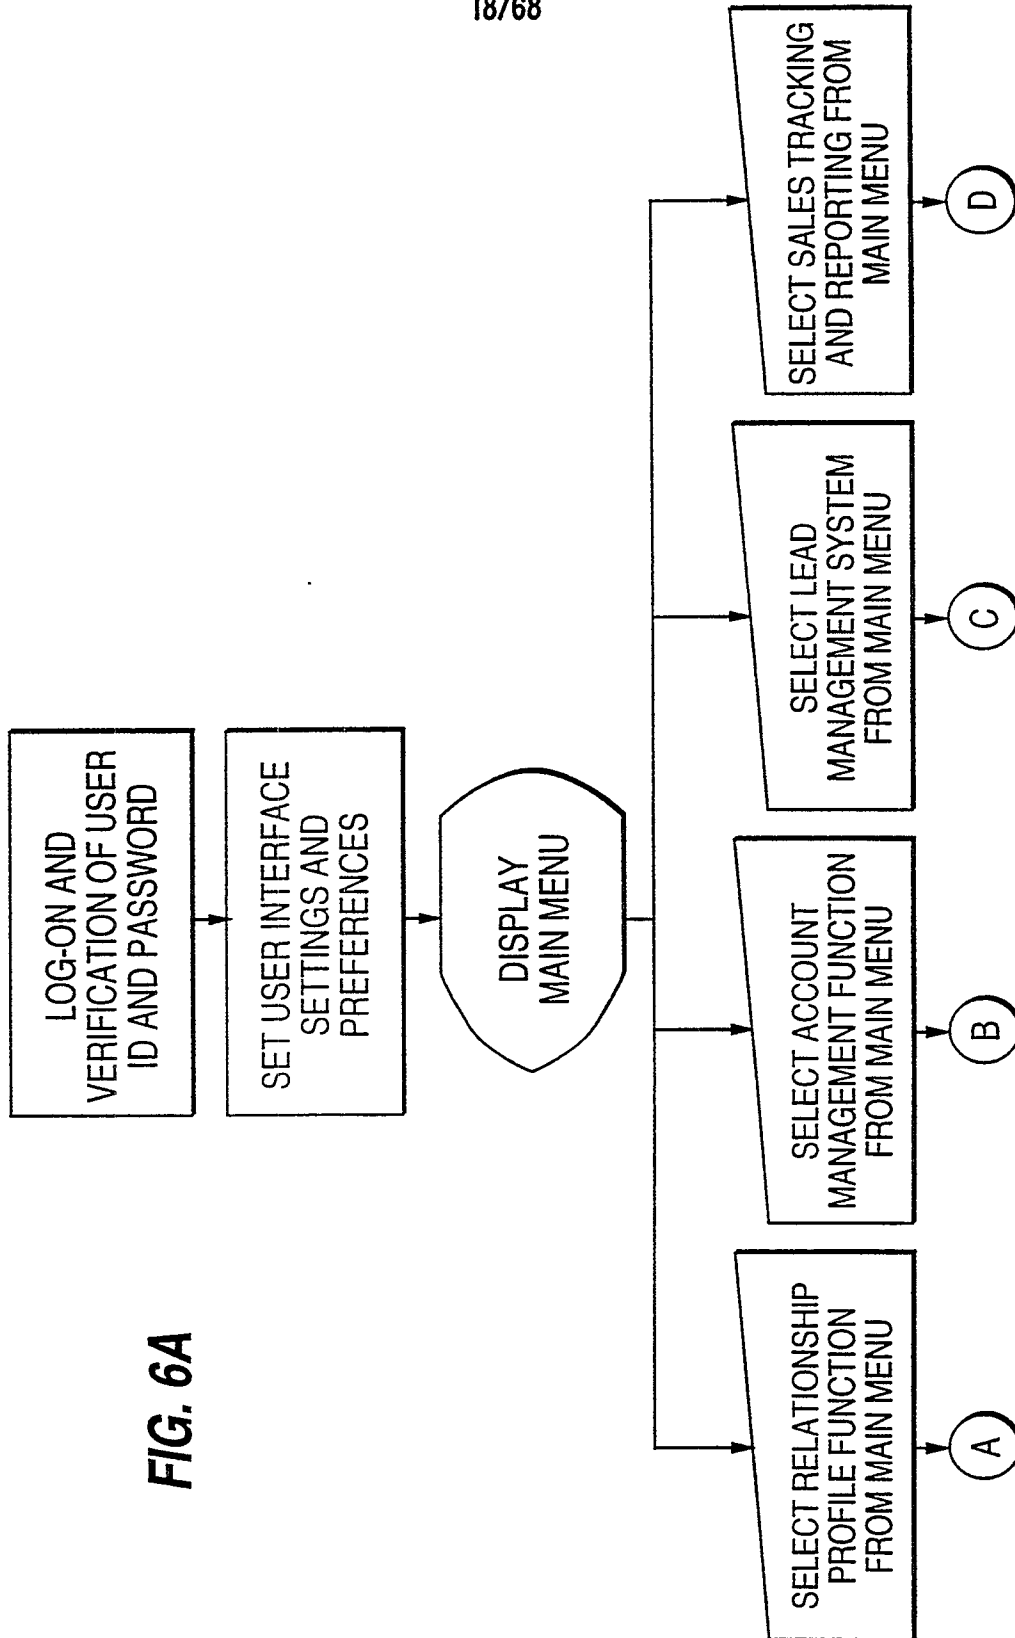 18/68
FIG. 6A
LOG-ON AND
VERIFICATION OF USER
ID AND PASSWORD
SET USER INTERFACE
SETTINGS AND
PREFERENCES
DISPLAY
MAIN MENU
SELECT RELATIONSHIP
PROFILE FUNCTION
FROM MAIN MENU
A
SELECT ACCOUNT
MANAGEMENT FUNCTION
FROM MAIN MENU
B
SELECT LEAD
MANAGEMENT SYSTEM
FROM MAIN MENU
C
SELECT SALES TRACKING
AND REPORTING FROM
MAIN MENU
D